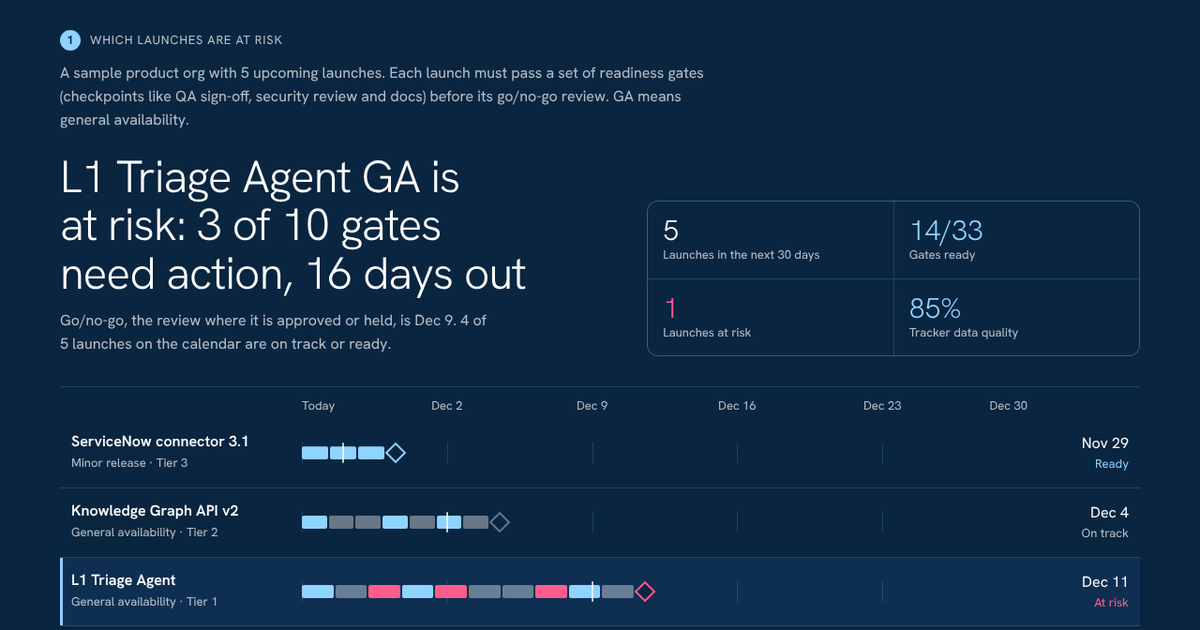 1 WHICH LAUNCHES ARE AT RISK
A sample product org with 5 upcoming launches. Each launch must pass a set of readiness gates
(checkpoints like QA sign-off, security review and docs) before its go/no-go review. GA means
general availability.
L1 Triage Agent GA is
at risk: 3 of 10 gates
need action, 16 days out
Go/no-go, the review where it is approved or held, is Dec 9. 4 of
5 launches on the calendar are on track or ready.
5
Launches in the next 30 days
14/33
Gates ready
1
Launches at risk
85%
Tracker data quality
Today Dec 2 Dec 9 Dec 16 Dec 23 Dec 30
ServiceNow connector 3.1
Minor release · Tier 3
Nov 29
Ready
Knowledge Graph API v2
General availability · Tier 2
Dec 4
On track
L1 Triage Agent
General availability · Tier 1
Dec 11
At risk